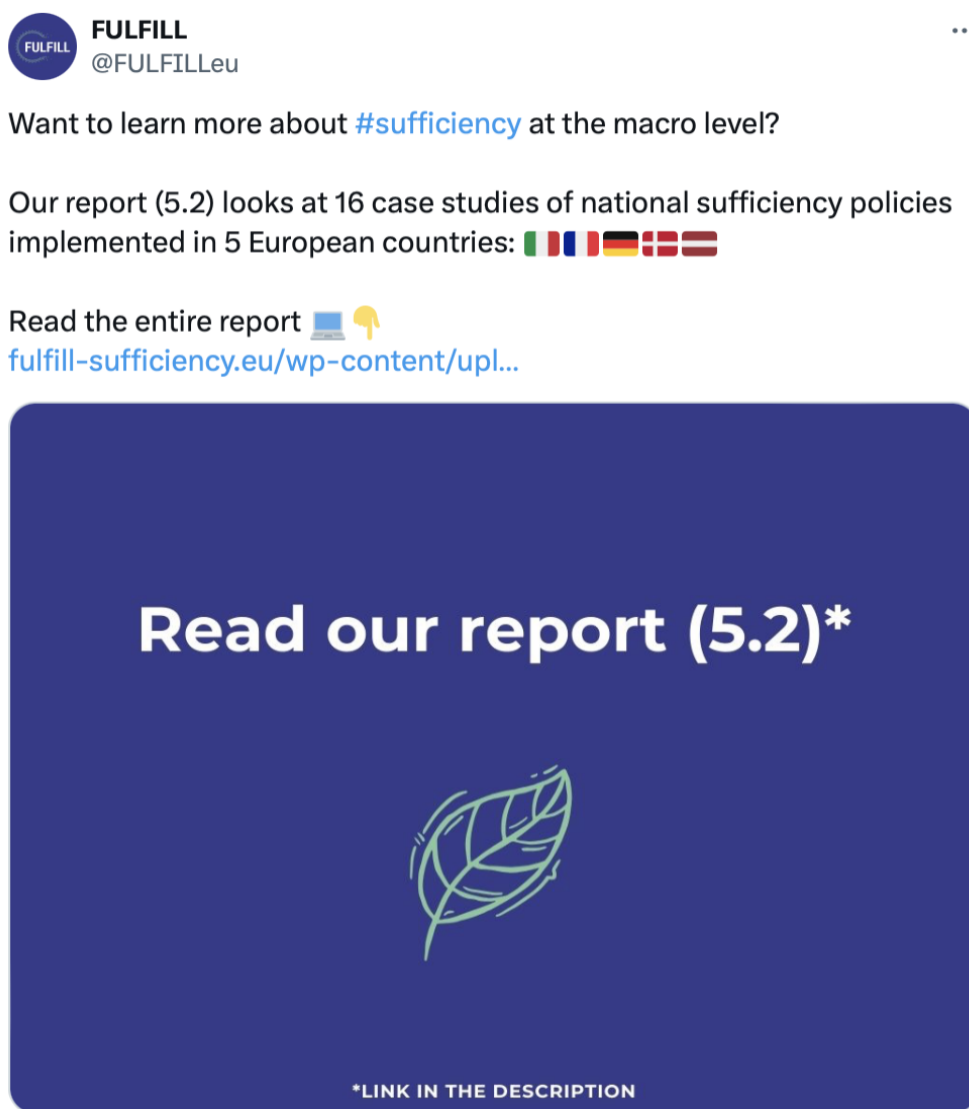 FULFILL
FULFILL
@FULFILLeu
Want to learn more about #sufficiency at the macro level?
Our report (5.2) looks at 16 case studies of national sufficiency policies
implemented in 5 European countries: 🇮🇹🇫🇷🇩🇪🇩🇰🇱🇻
Read the entire report 💻👇
fulfill-sufficiency.eu/wp-content/upl...
Read our report (5.2)*
*LINK IN THE DESCRIPTION